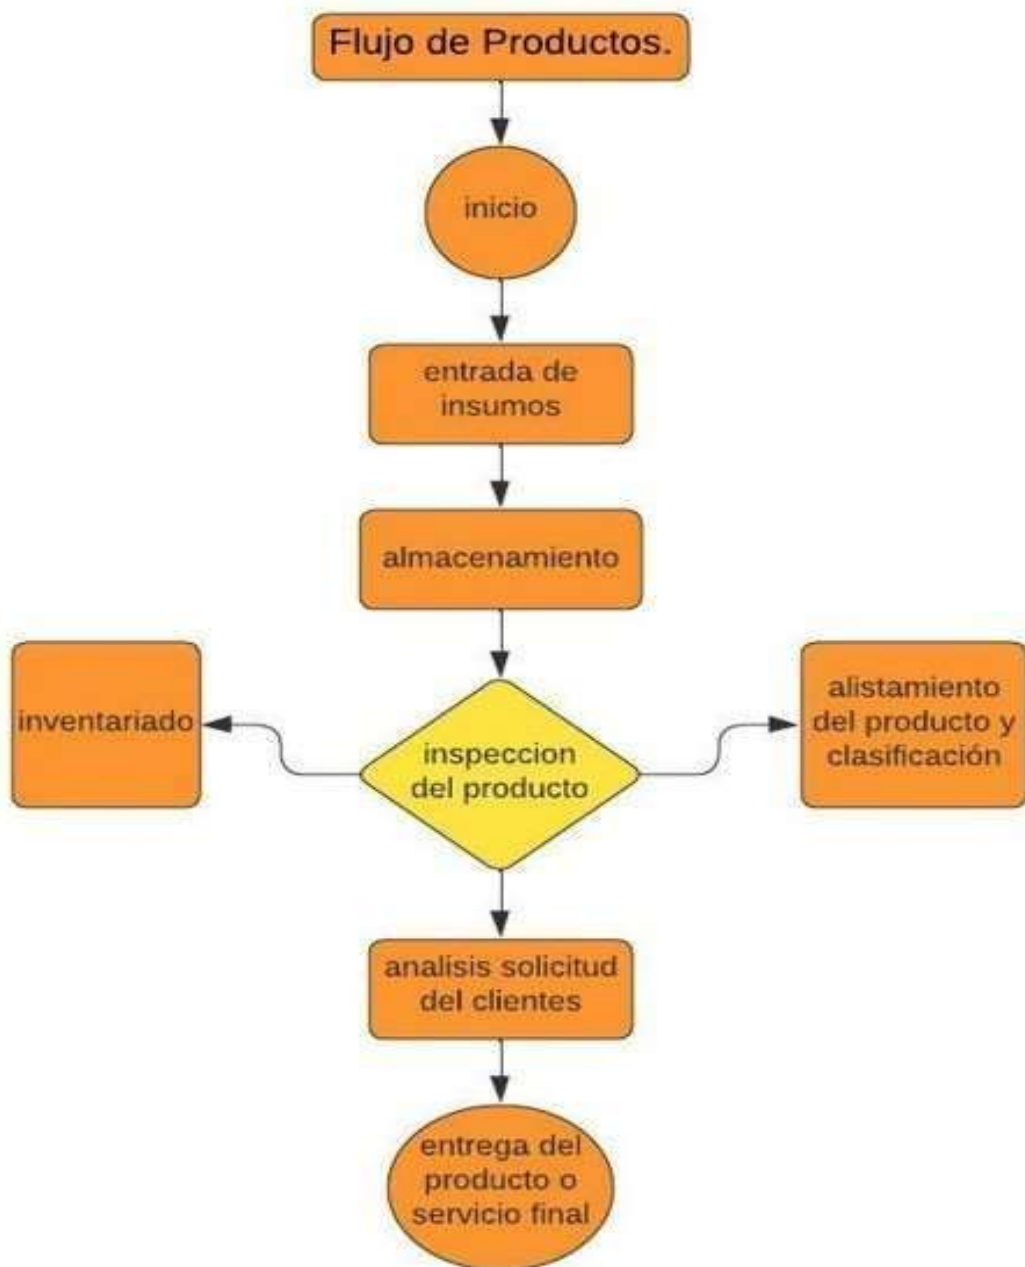 Flujo de Productos.
inicio
entrada de
insumos
almacenamiento
inventariado
inspeccion
del producto
alistamiento
del producto y
clasificación
analisis solicitud
del clientes
entrega del
producto o
servicio final